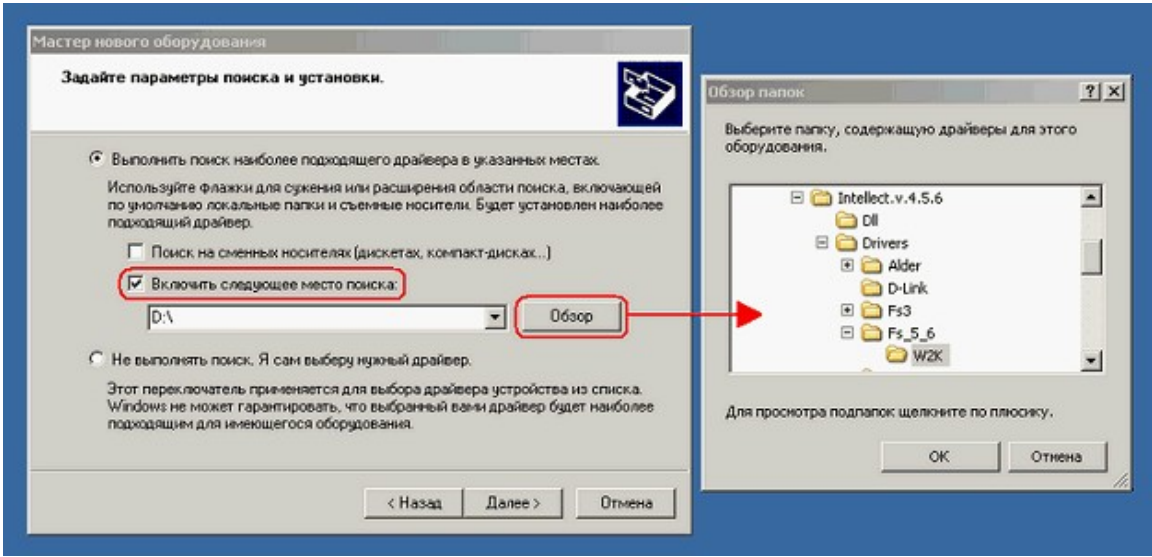 Мастер нового оборудования
Задайте параметры поиска и установки.
Выполнить поиск наиболее подходящего драйвера в указанных местах.
Используйте флажки для сужения или расширения области поиска, включающей
по умолчанию локальные папки и съемные носители. Будет установлен наиболее
подходящий драйвер.
Поиск на сменных носителях (дискетах, компакт-дисках...)
Включить следующее место поиска:
D:\
Обзор
Не выполнять поиск. Я сам выберу нужный драйвер.
Этот переключатель применяется для выбора драйвера устройства из списка.
Windows не может гарантировать, что выбранный вами драйвер будет наиболее
подходящим для имеющегося оборудования.
< Назад
Далее >
Отмена
Обзор папок
Выберите папку, содержащую драйверы для этого
оборудования.
Intellect.v.4.5.6
Dll
Drivers
Alder
D-Link
Fs3
Fs_5_6
W2K
Для просмотра подпапок щелкните по плюсику.
OK
Отмена